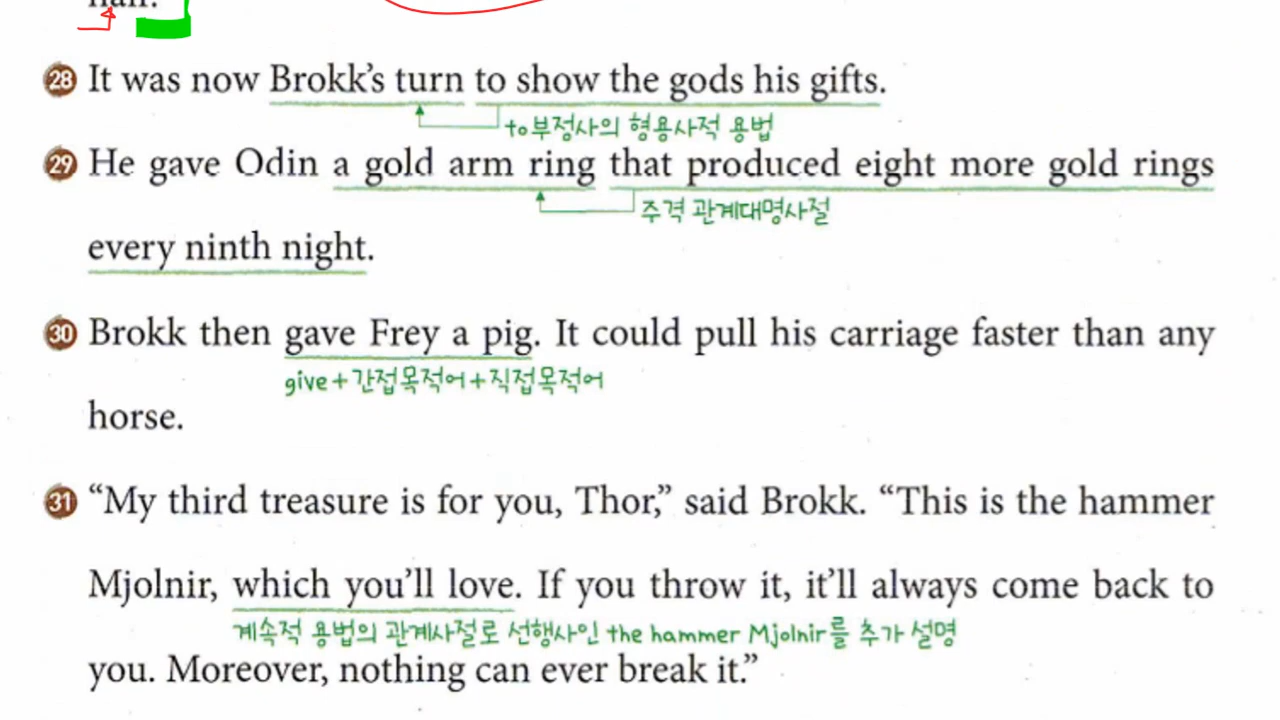 28 It was now Brokk's turn to show the gods his gifts.
to부정사의 형용사적 용법
29 He gave Odin a gold arm ring that produced eight more gold rings
주격 관계대명사절
every ninth night.
30 Brokk then gave Frey a pig. It could pull his carriage faster than any
give+간접목적어+직접목적어
horse.
31 “My third treasure is for you, Thor,” said Brokk. “This is the hammer
Mjolnir, which you'll love. If you throw it, it'll always come back to
계속적 용법의 관계사절로 선행사인 the hammer Mjolnir를 추가 설명
you. Moreover, nothing can ever break it.”